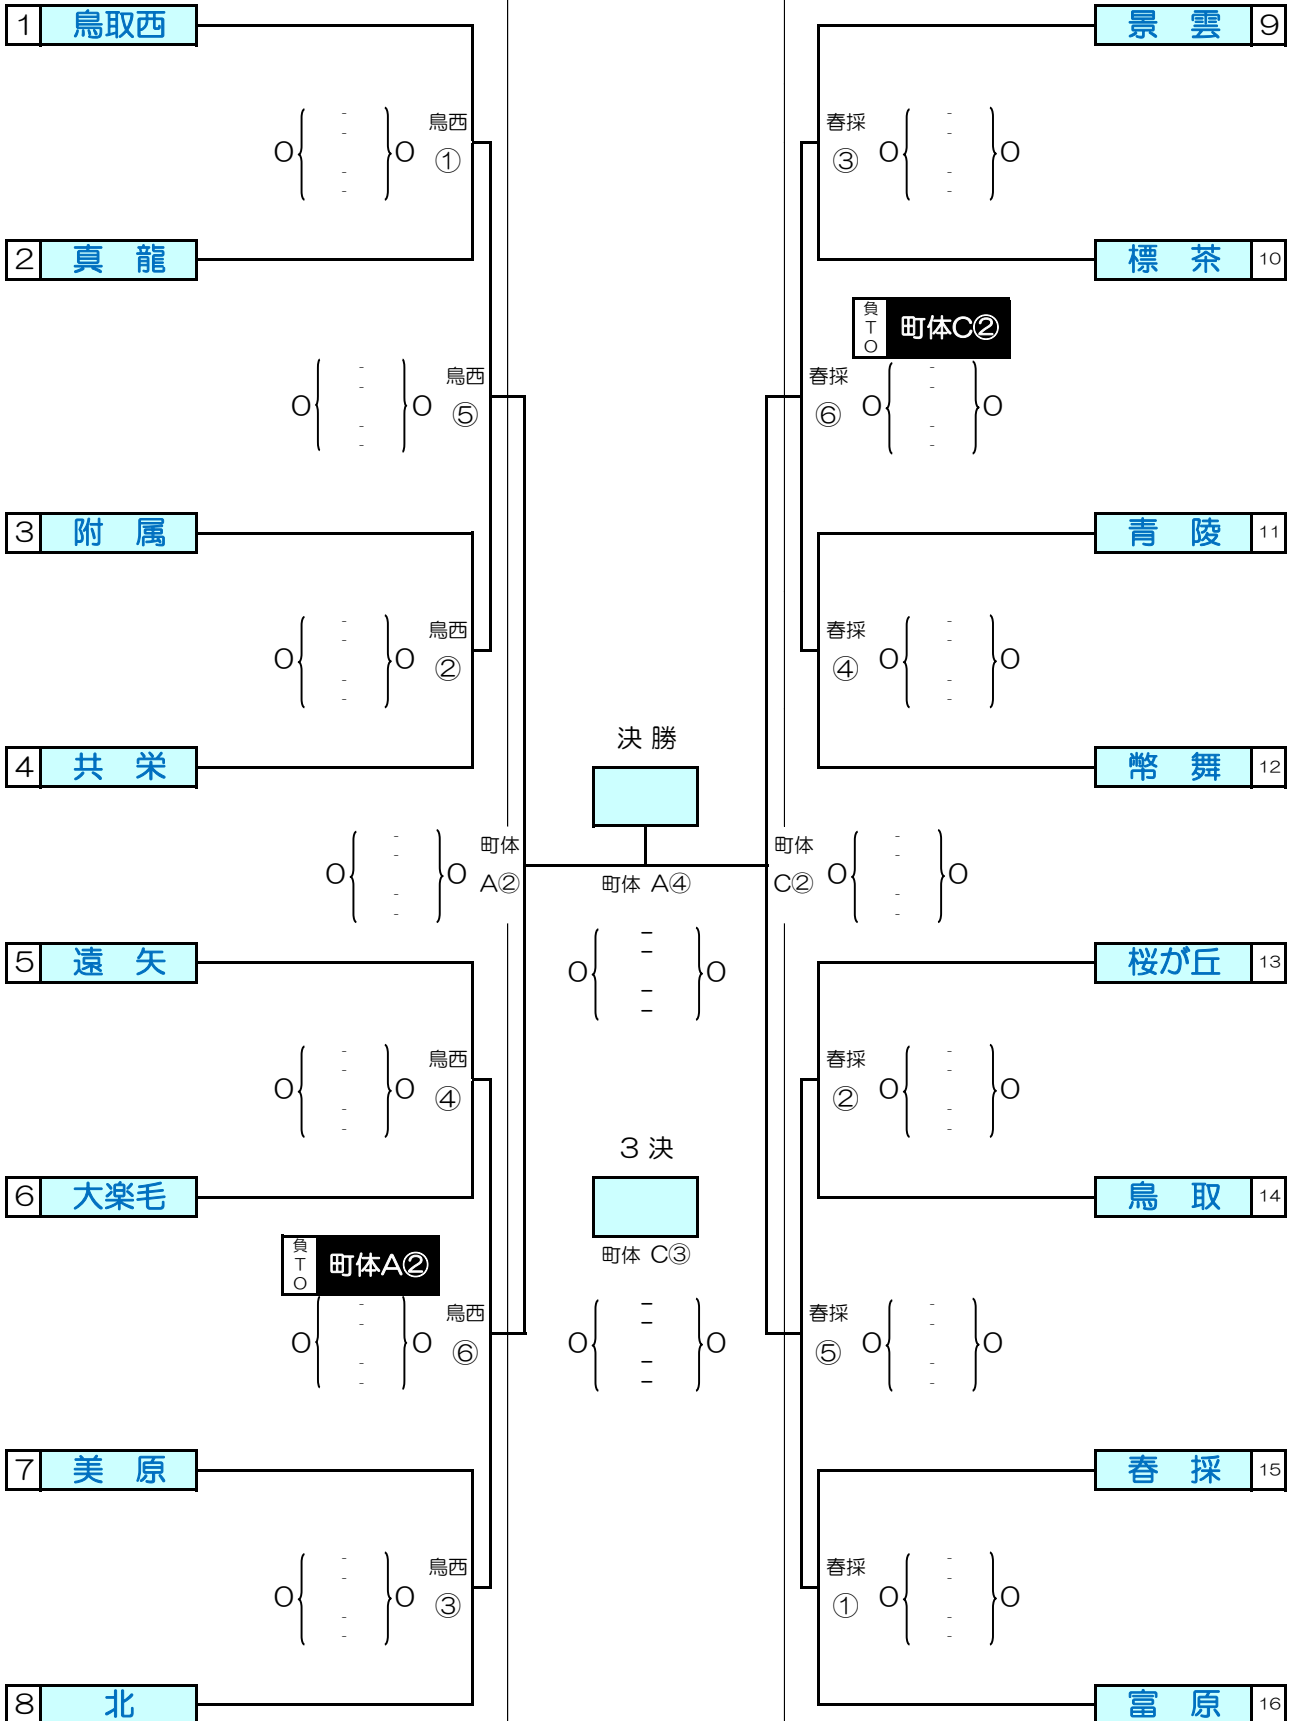 1 鳥取西
0 - - - - 0 鳥西 ①
2 真 龍
0 - - - - 0 鳥西 ⑤
3 附 属
0 - - - - 0 鳥西 ②
4 共 栄
0 - - - - 0 町体 A②
5 遠 矢
0 - - - - 0 鳥西 ④
6 大楽毛
負TO 町体A②
0 - - - - 0 鳥西 ⑥
7 美 原
0 - - - - 0 鳥西 ③
8 北
決 勝
町体 A④
0 - - - - 0
3 決
町体 C③
0 - - - - 0
景 雲 9
春採 ③ 0 - - - - 0
標 茶 10
負TO 町体C②
春採 ⑥ 0 - - - - 0
青 陵 11
春採 ④ 0 - - - - 0
幣 舞 12
町体 C② 0 - - - - 0
桜が丘 13
春採 ② 0 - - - - 0
鳥 取 14
春採 ⑤ 0 - - - - 0
春 採 15
春採 ① 0 - - - - 0
富 原 16